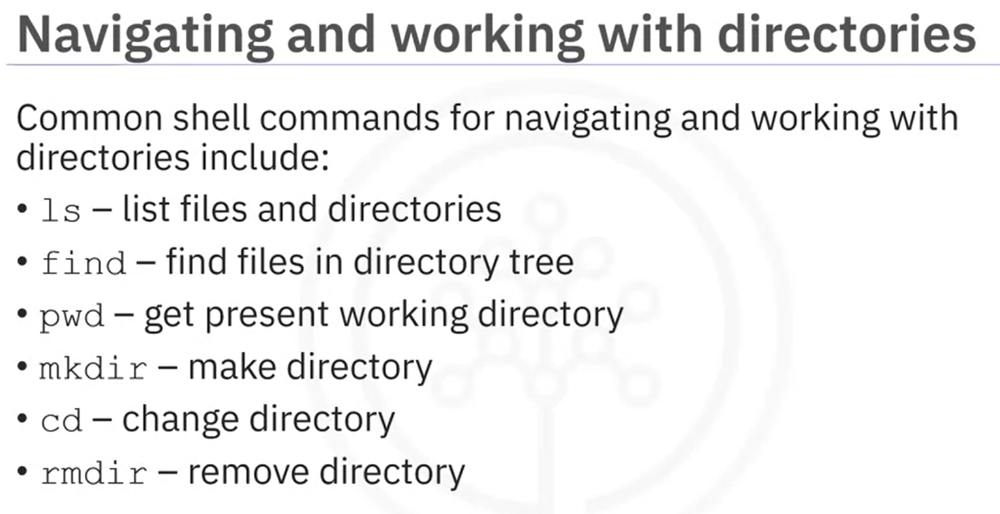 Navigating and working with directories
Common shell commands for navigating and working with
directories include:
• ls – list files and directories
• find – find files in directory tree
• pwd – get present working directory
• mkdir – make directory
• cd – change directory
• rmdir – remove directory